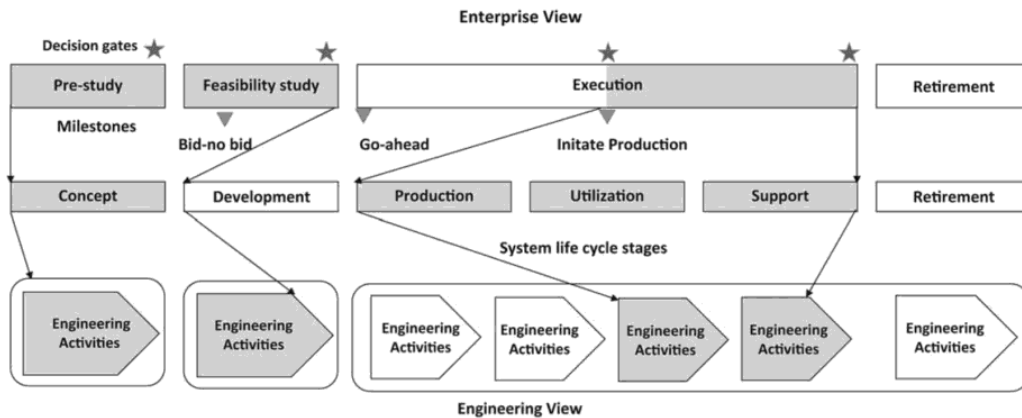 Enterprise View
Decision gates
Pre-study
Feasibility study
Execution
Retirement
Milestones
Bid-no bid
Go-ahead
Initate Production
Concept
Development
Production
Utilization
Support
Retirement
System life cycle stages
Engineering
Activities
Engineering
Activities
Engineering
Activities
Engineering
Activities
Engineering
Activities
Engineering
Activities
Engineering
Activities
Engineering View